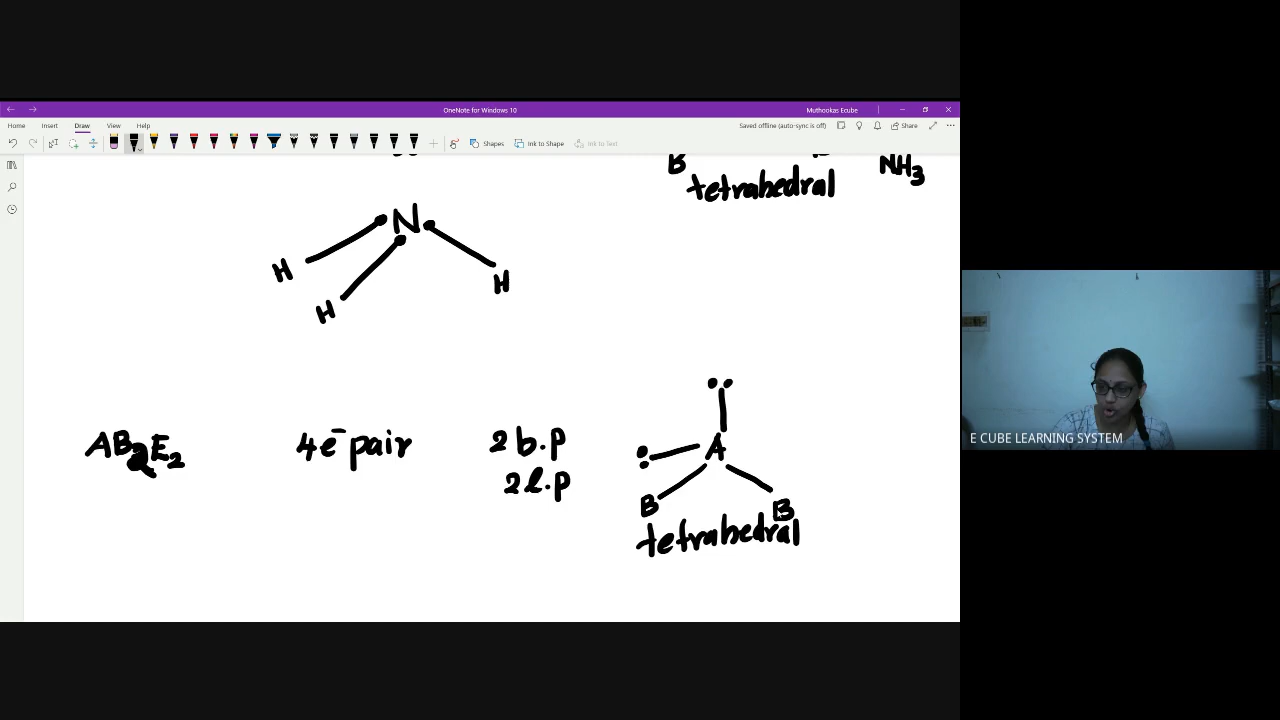 OneNote for Windows 10
Muthookas Ecube
Home Insert Draw View Help
Saved offline (auto-sync is off)
Share
Shapes
Ink to Shape
Ink to Text
B
NH3
tetrahedral
N
H
H
H
AB2E2 4e- pair 2 b.p
2 l.p
A
B B
tetrahedral
E CUBE LEARNING SYSTEM